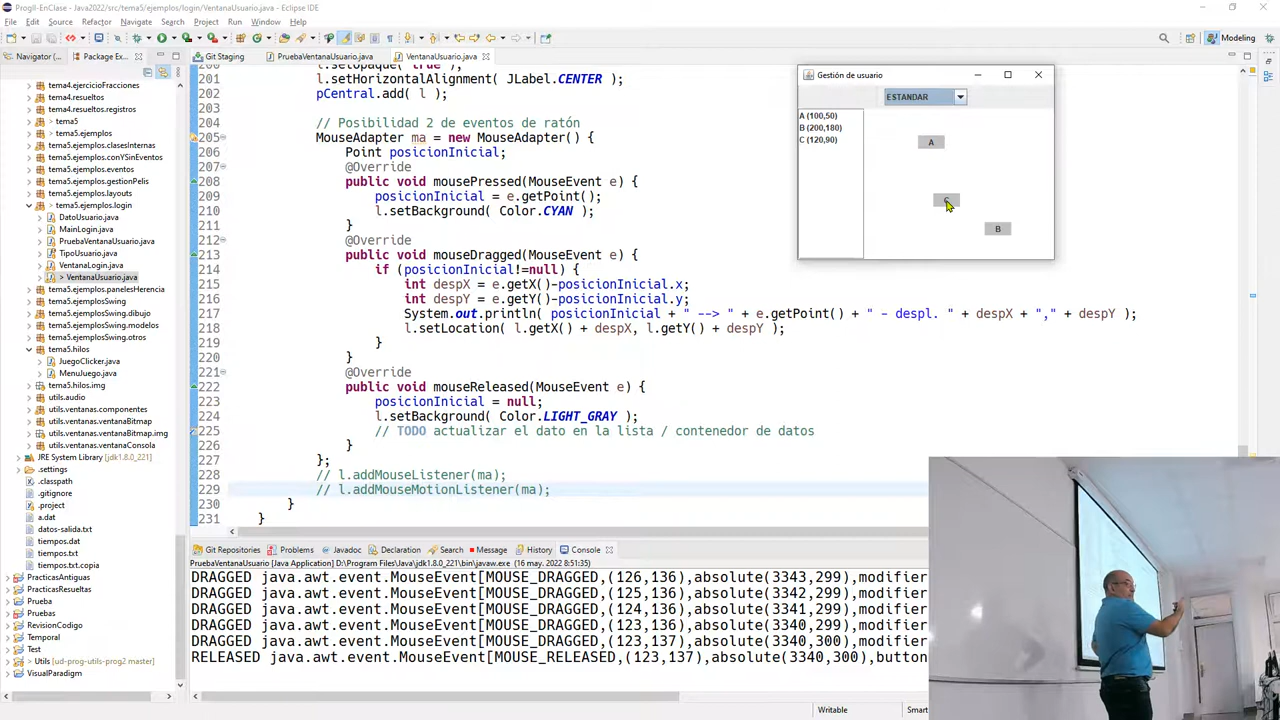 ProgII-EnClase - Java2022/src/tema5/ejemplos/login/VentanaUsuario.java - Eclipse IDE
File Edit Source Refactor Navigate Search Project Run Window Help
Modeling
Navigator (... Package Ex...
Git Staging PruebaVentanaUsuario.java VentanaUsuario.java
tema4.ejercicioFracciones
tema4.resueltos
tema4.resueltos.registros
tema5
tema5.ejemplos
tema5.ejemplos.clasesInternas
tema5.ejemplos.conYSinEventos
tema5.ejemplos.eventos
tema5.ejemplos.gestionPelis
tema5.ejemplos.layouts
tema5.ejemplos.login
DatoUsuario.java
MainLogin.java
PruebaVentanaUsuario.java
TipoUsuario.java
VentanaLogin.java
> VentanaUsuario.java
tema5.ejemplos.panelesHerencia
tema5.ejemplosSwing
tema5.ejemplosSwing.dibujo
tema5.ejemplosSwing.modelos
tema5.ejemplosSwing.otros
tema5.hilos
JuegoClicker.java
MenuJuego.java
tema5.hilos.img
utils.audio
utils.ventanas.componentes
utils.ventanas.ventanaBitmap
utils.ventanas.ventanaBitmap.img
utils.ventanas.ventanaConsola
JRE System Library [jdk1.8.0_221]
.settings
.classpath
.gitignore
.project
a.dat
datos-salida.txt
tiempos.dat
tiempos.txt
tiempos.txt.copia
PracticasAntiguas
PracticasResueltas
Prueba
Pruebas
RevisionCodigo
Temporal
Test
> Utils [ud-prog-utils-prog2 master]
VisualParadigm
200 l.setOpaque( true );
201 l.setHorizontalAlignment( JLabel.CENTER );
202 pCentral.add( l );
203
204 // Posibilidad 2 de eventos de ratón
205 MouseAdapter ma = new MouseAdapter() {
206 Point posicionInicial;
207 @Override
208 public void mousePressed(MouseEvent e) {
209 posicionInicial = e.getPoint();
210 l.setBackground( Color.CYAN );
211 }
212 @Override
213 public void mouseDragged(MouseEvent e) {
214 if (posicionInicial!=null) {
215 int despX = e.getX()-posicionInicial.x;
216 int despY = e.getY()-posicionInicial.y;
217 System.out.println( posicionInicial + " --> " + e.getPoint() + " - despl. " + despX + "," + despY );
218 l.setLocation( l.getX() + despX, l.getY() + despY );
219 }
220 }
221 @Override
222 public void mouseReleased(MouseEvent e) {
223 posicionInicial = null;
224 l.setBackground( Color.LIGHT_GRAY );
225 // TODO actualizar el dato en la lista / contenedor de datos
226 }
227 };
228 // l.addMouseListener(ma);
229 // l.addMouseMotionListener(ma);
230 }
231 }
Gestión de usuario
ESTANDAR
A (100,50)
B (200,180)
C (120,90)
A
C
B
Git Repositories Problems Javadoc Declaration Search Message History Console
PruebaVentanaUsuario [Java Application] D:\Program Files\Java\jdk1.8.0_221\bin\javaw.exe (16 may. 2022 8:51:35)
DRAGGED java.awt.event.MouseEvent[MOUSE_DRAGGED,(126,136),absolute(3343,299),modifier
DRAGGED java.awt.event.MouseEvent[MOUSE_DRAGGED,(125,136),absolute(3342,299),modifier
DRAGGED java.awt.event.MouseEvent[MOUSE_DRAGGED,(124,136),absolute(3341,299),modifier
DRAGGED java.awt.event.MouseEvent[MOUSE_DRAGGED,(123,136),absolute(3340,299),modifier
DRAGGED java.awt.event.MouseEvent[MOUSE_DRAGGED,(123,137),absolute(3340,300),modifier
RELEASED java.awt.event.MouseEvent[MOUSE_RELEASED,(123,137),absolute(3340,300),button
Writable
Smart